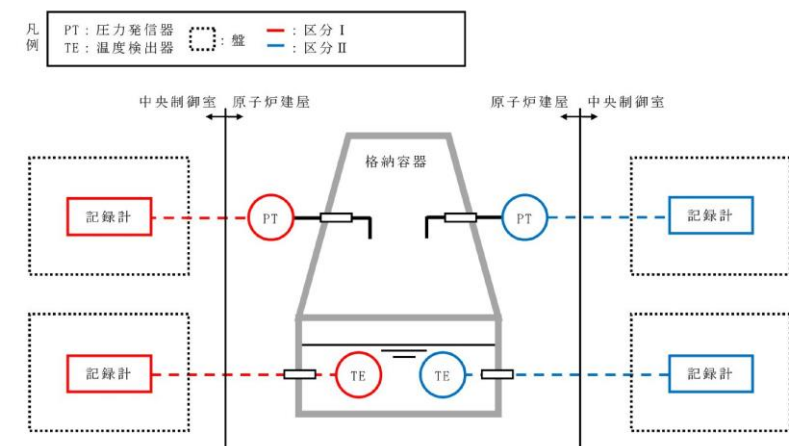 凡例
PT：圧力発信器
TE：温度検出器
：盤
：区分Ⅰ
：区分Ⅱ
中央制御室
原子炉建屋
原子炉建屋
中央制御室
格納容器
記録計
PT
PT
記録計
記録計
TE
TE
記録計